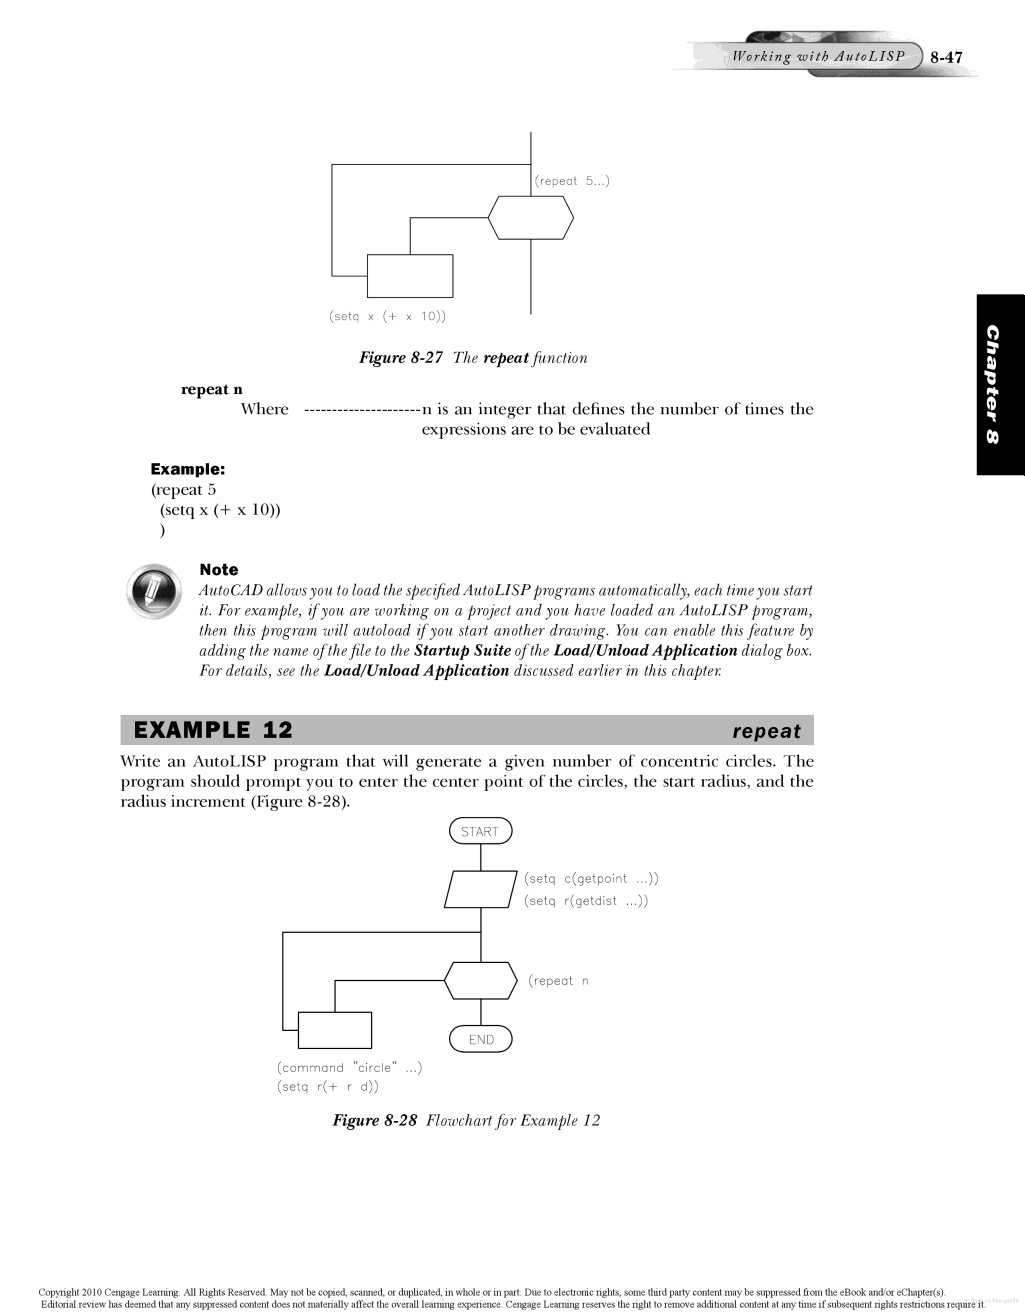 Working with AutoLISP 8-47
(repeat 5...)
(setq x (+ x 10))
Figure 8-27 The repeat function
repeat n
Where ---------------------n is an integer that defines the number of times the
expressions are to be evaluated
Chapter 8
Example:
(repeat 5
(setq x (+ x 10))
)
Note
AutoCAD allows you to load the specified AutoLISP programs automatically, each time you start
it. For example, if you are working on a project and you have loaded an AutoLISP program,
then this program will autoload if you start another drawing. You can enable this feature by
adding the name of the file to the Startup Suite of the Load/Unload Application dialog box.
For details, see the Load/Unload Application discussed earlier in this chapter.
EXAMPLE 12 repeat
Write an AutoLISP program that will generate a given number of concentric circles. The
program should prompt you to enter the center point of the circles, the start radius, and the
radius increment (Figure 8-28).
START
(setq c(getpoint ...))
(setq r(getdist ...))
(repeat n
END
(command "circle" ...)
(setq r(+ r d))
Figure 8-28 Flowchart for Example 12
Copyright 2010 Cengage Learning. All Rights Reserved. May not be copied, scanned, or duplicated, in whole or in part. Due to electronic rights, some third party content may be suppressed from the eBook and/or eChapter(s).
Editorial review has deemed that any suppressed content does not materially affect the overall learning experience. Cengage Learning reserves the right to remove additional content at any time if subsequent rights restrictions require it.